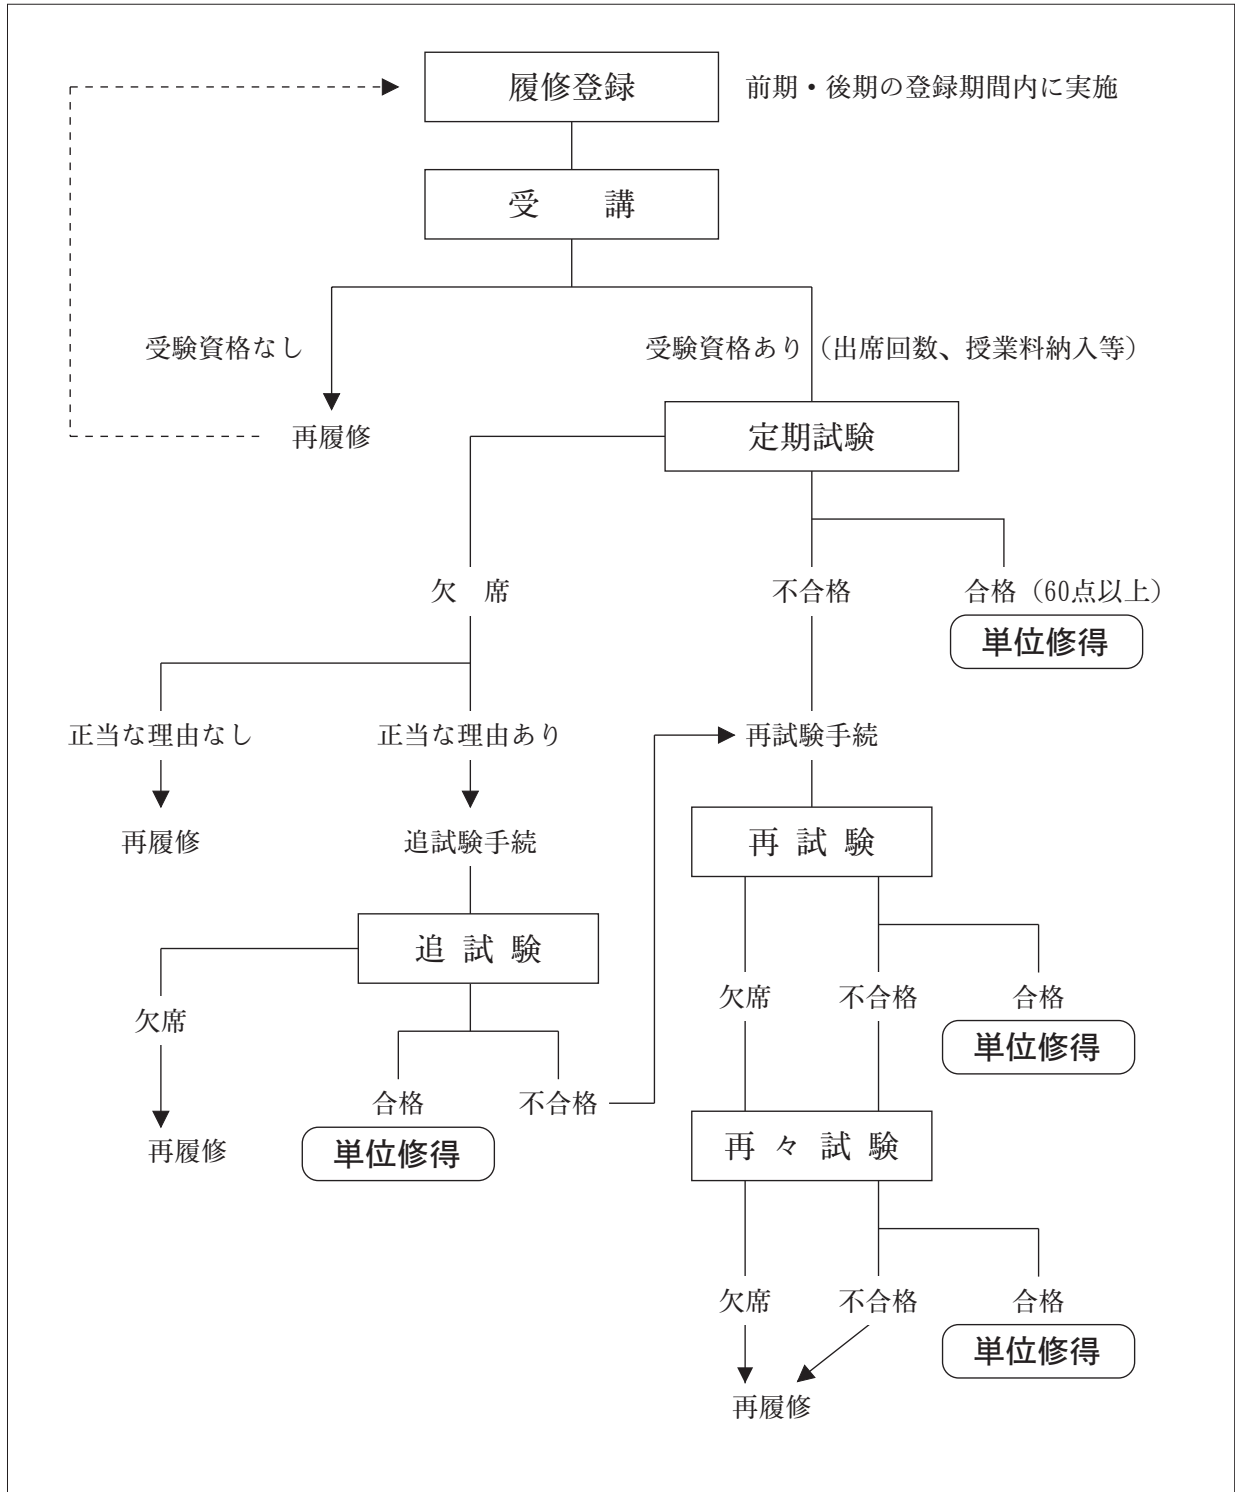 履修登録 前期・後期の登録期間内に実施
受　講
受験資格なし 受験資格あり（出席回数、授業料納入等）
再履修 定期試験
欠　席 不合格 合格（60点以上）
単位修得
正当な理由なし 正当な理由あり 再試験手続
再履修 追試験手続 再 試 験
追 試 験
欠席 不合格 合格
欠席
単位修得
合格 不合格
再履修 単位修得 再 々 試 験
欠席 不合格 合格
単位修得
再履修